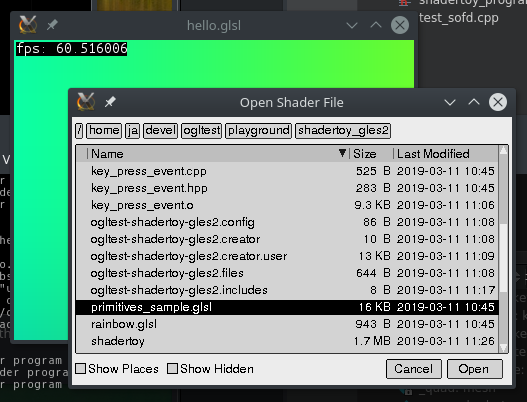 shadertoy_progra
test_sofd.cpp
hello.glsl
fps: 60.516006
Open Shader File
/ home ja devel ogltest playground shadertoy_gles2
Name Size Last Modified
key_press_event.cpp 525 B 2019-03-11 10:45
key_press_event.hpp 283 B 2019-03-11 10:45
key_press_event.o 9.3 KB 2019-03-11 11:06
ogltest-shadertoy-gles2.config 86 B 2019-03-11 11:08
ogltest-shadertoy-gles2.creator 10 B 2019-03-11 11:08
ogltest-shadertoy-gles2.creator.user 13 KB 2019-03-11 11:09
ogltest-shadertoy-gles2.files 644 B 2019-03-11 11:08
ogltest-shadertoy-gles2.includes 8 B 2019-03-11 11:17
primitives_sample.glsl 16 KB 2019-03-11 10:45
rainbow.glsl 943 B 2019-03-11 10:45
shadertoy 1.7 MB 2019-03-11 11:26
Show Places Show Hidden Cancel Open
r program
der program
r program